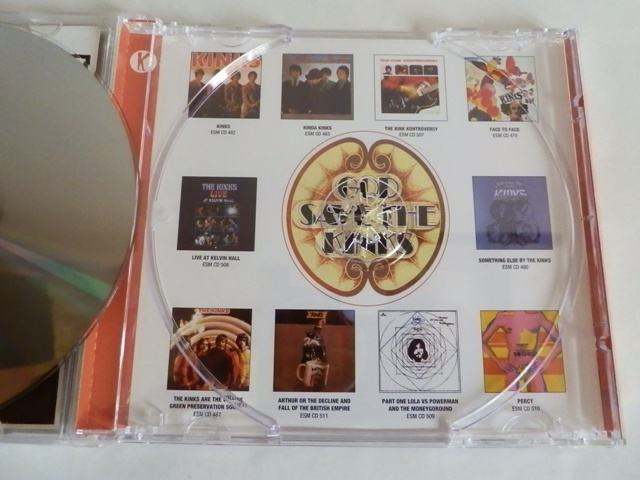 K
KINKS
KINKS
ESM CD 482
KINDA KINKS
ESM CD 483
THE KINK KONTROVERSY
ESM CD 507
KINKS
FACE TO FACE
ESM CD 479
THE KINKS
LIVE
AT KELVIN HALL
LIVE AT KELVIN HALL
ESM CD 508
GOD
SAVE THE
KINKS
SOMETHING ELSE BY THE KINKS
ESM CD 480
THE KINKS
THE KINKS ARE THE VILLAGE
GREEN PRESERVATION SOCIETY
ESM CD 481
ARTHUR OR THE DECLINE AND
FALL OF THE BRITISH EMPIRE
ESM CD 511
PART ONE LOLA VS POWERMAN
AND THE MONEYGOROUND
ESM CD 509
PERCY
ESM CD 510